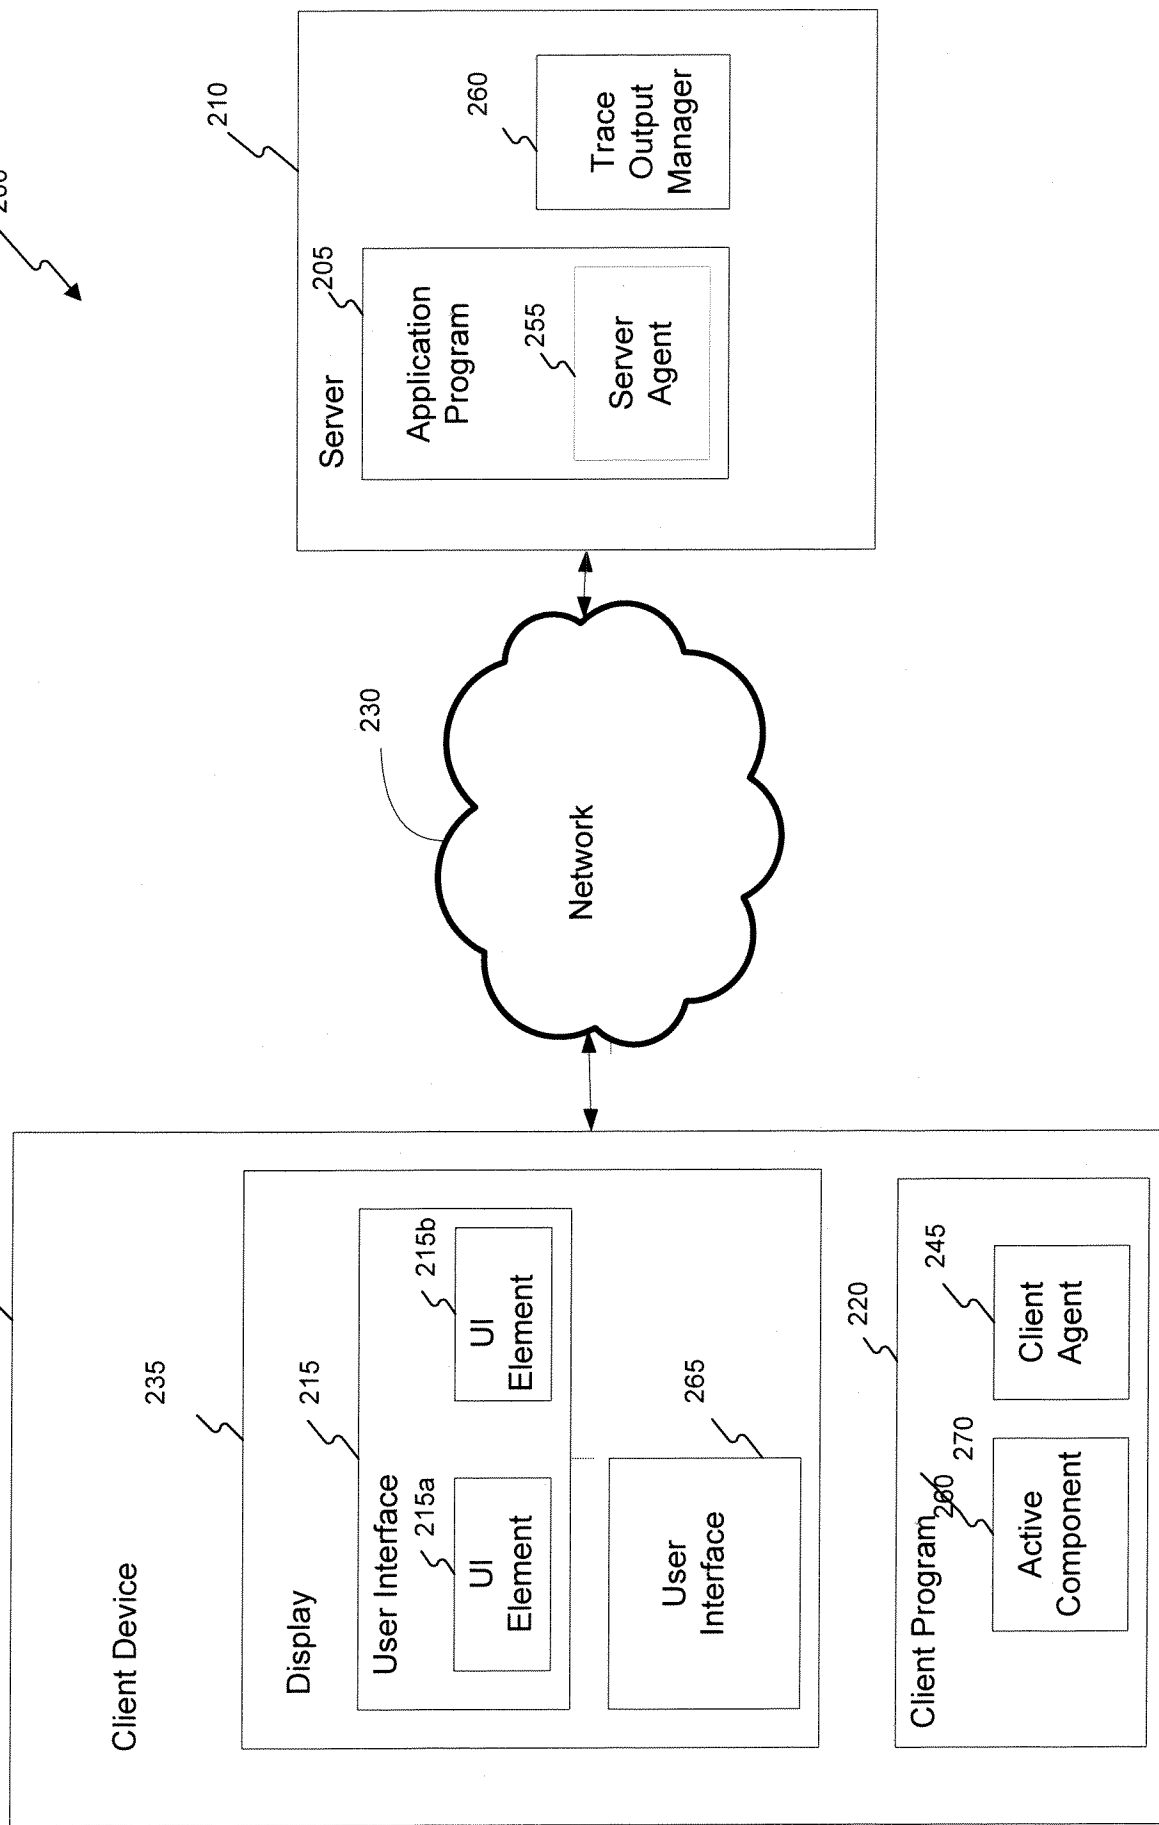 Client Device
235
Display
215
User Interface
215a
UI
Element
215b
UI
Element
265
User
Interface
220
Client Program
260
270
Active
Component
245
Client
Agent
230
Network
210
Server
205
Application
Program
255
Server
Agent
260
Trace
Output
Manager